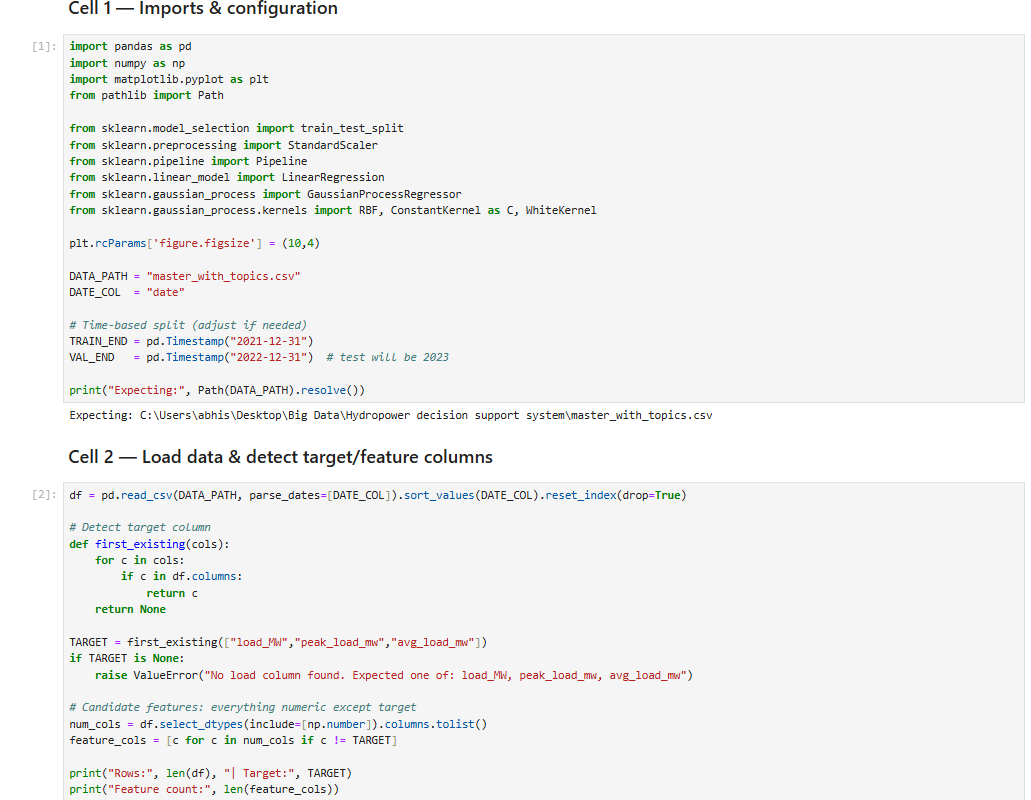 Cell 1 — Imports & configuration
[1]:
import pandas as pd
import numpy as np
import matplotlib.pyplot as plt
from pathlib import Path
from sklearn.model_selection import train_test_split
from sklearn.preprocessing import StandardScaler
from sklearn.pipeline import Pipeline
from sklearn.linear_model import LinearRegression
from sklearn.gaussian_process import GaussianProcessRegressor
from sklearn.gaussian_process.kernels import RBF, ConstantKernel as C, WhiteKernel
plt.rcParams['figure.figsize'] = (10,4)
DATA_PATH = "master_with_topics.csv"
DATE_COL  = "date"
# Time-based split (adjust if needed)
TRAIN_END = pd.Timestamp("2021-12-31")
VAL_END   = pd.Timestamp("2022-12-31")  # test will be 2023
print("Expecting:", Path(DATA_PATH).resolve())
Expecting: C:\Users\abhis\Desktop\Big Data\Hydropower decision support system\master_with_topics.csv
Cell 2 — Load data & detect target/feature columns
[2]:
df = pd.read_csv(DATA_PATH, parse_dates=[DATE_COL]).sort_values(DATE_COL).reset_index(drop=True)
# Detect target column
def first_existing(cols):
    for c in cols:
        if c in df.columns:
            return c
    return None
TARGET = first_existing(["load_MW","peak_load_mw","avg_load_mw"])
if TARGET is None:
    raise ValueError("No load column found. Expected one of: load_MW, peak_load_mw, avg_load_mw")
# Candidate features: everything numeric except target
num_cols = df.select_dtypes(include=[np.number]).columns.tolist()
feature_cols = [c for c in num_cols if c != TARGET]
print("Rows:", len(df), "| Target:", TARGET)
print("Feature count:", len(feature_cols))